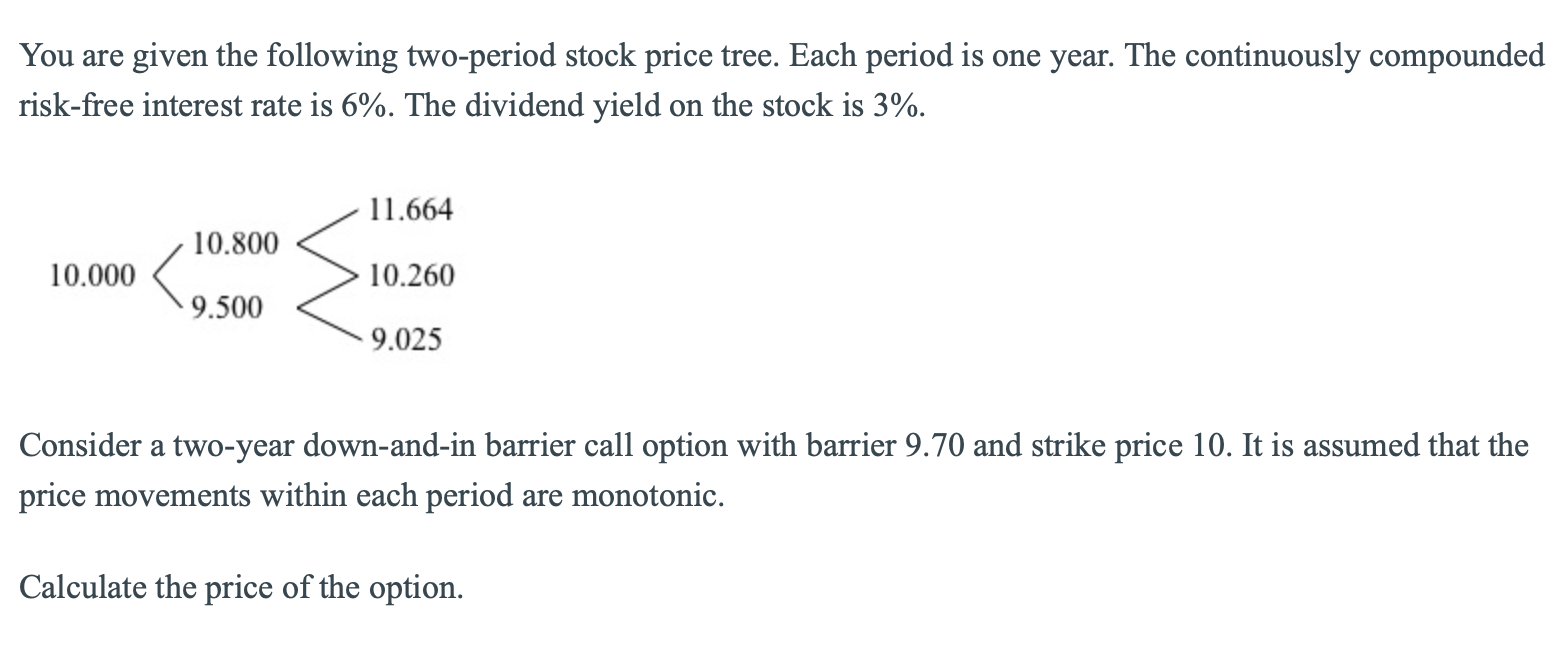 You are given the following two-period stock price tree. Each period is one year. The continuously compounded
risk-free interest rate is 6%. The dividend yield on the stock is 3%.
11.664
10.800
10.000
10.260
9.500
9.025
Consider a two-year down-and-in barrier call option with barrier 9.70 and strike price 10. It is assumed that the
price movements within each period are monotonic.
Calculate the price of the option.